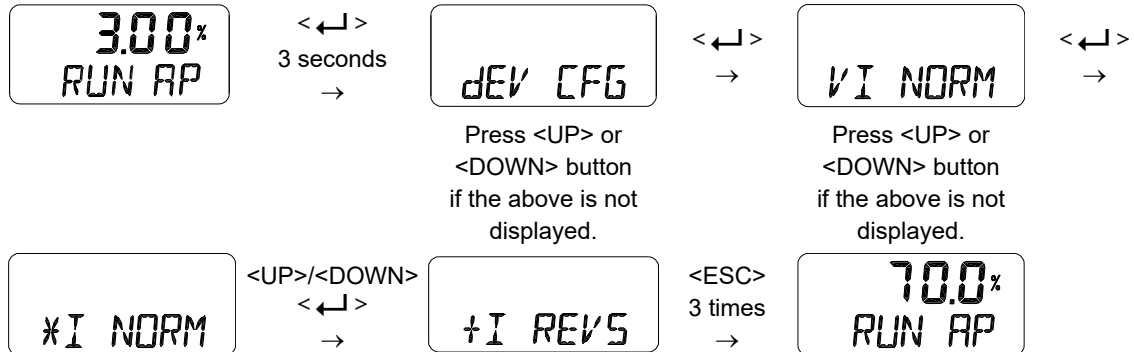 3.00%
RUN AP
<↵>
3 seconds
→
dEV CFG
Press <UP> or
<DOWN> button
if the above is not
displayed.
<↵>
→
VI NORM
Press <UP> or
<DOWN> button
if the above is not
displayed.
<↵>
→
*I NORM
<UP>/<DOWN>
<↵>
→
+I REVS
<ESC>
3 times
→
70.0%
RUN AP